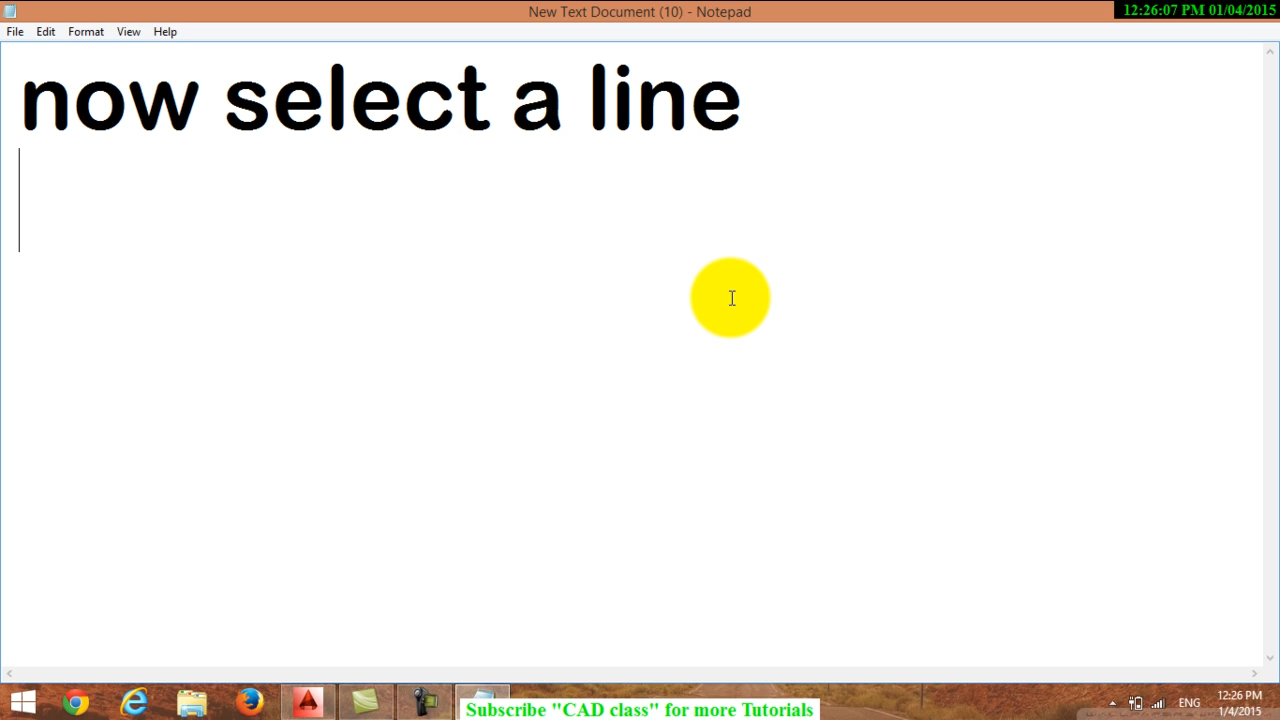 New Text Document (10) - Notepad
12:26:07 PM 01/04/2015
File Edit Format View Help
now select a line
Subscribe "CAD class" for more Tutorials
ENG
12:26 PM
1/4/2015